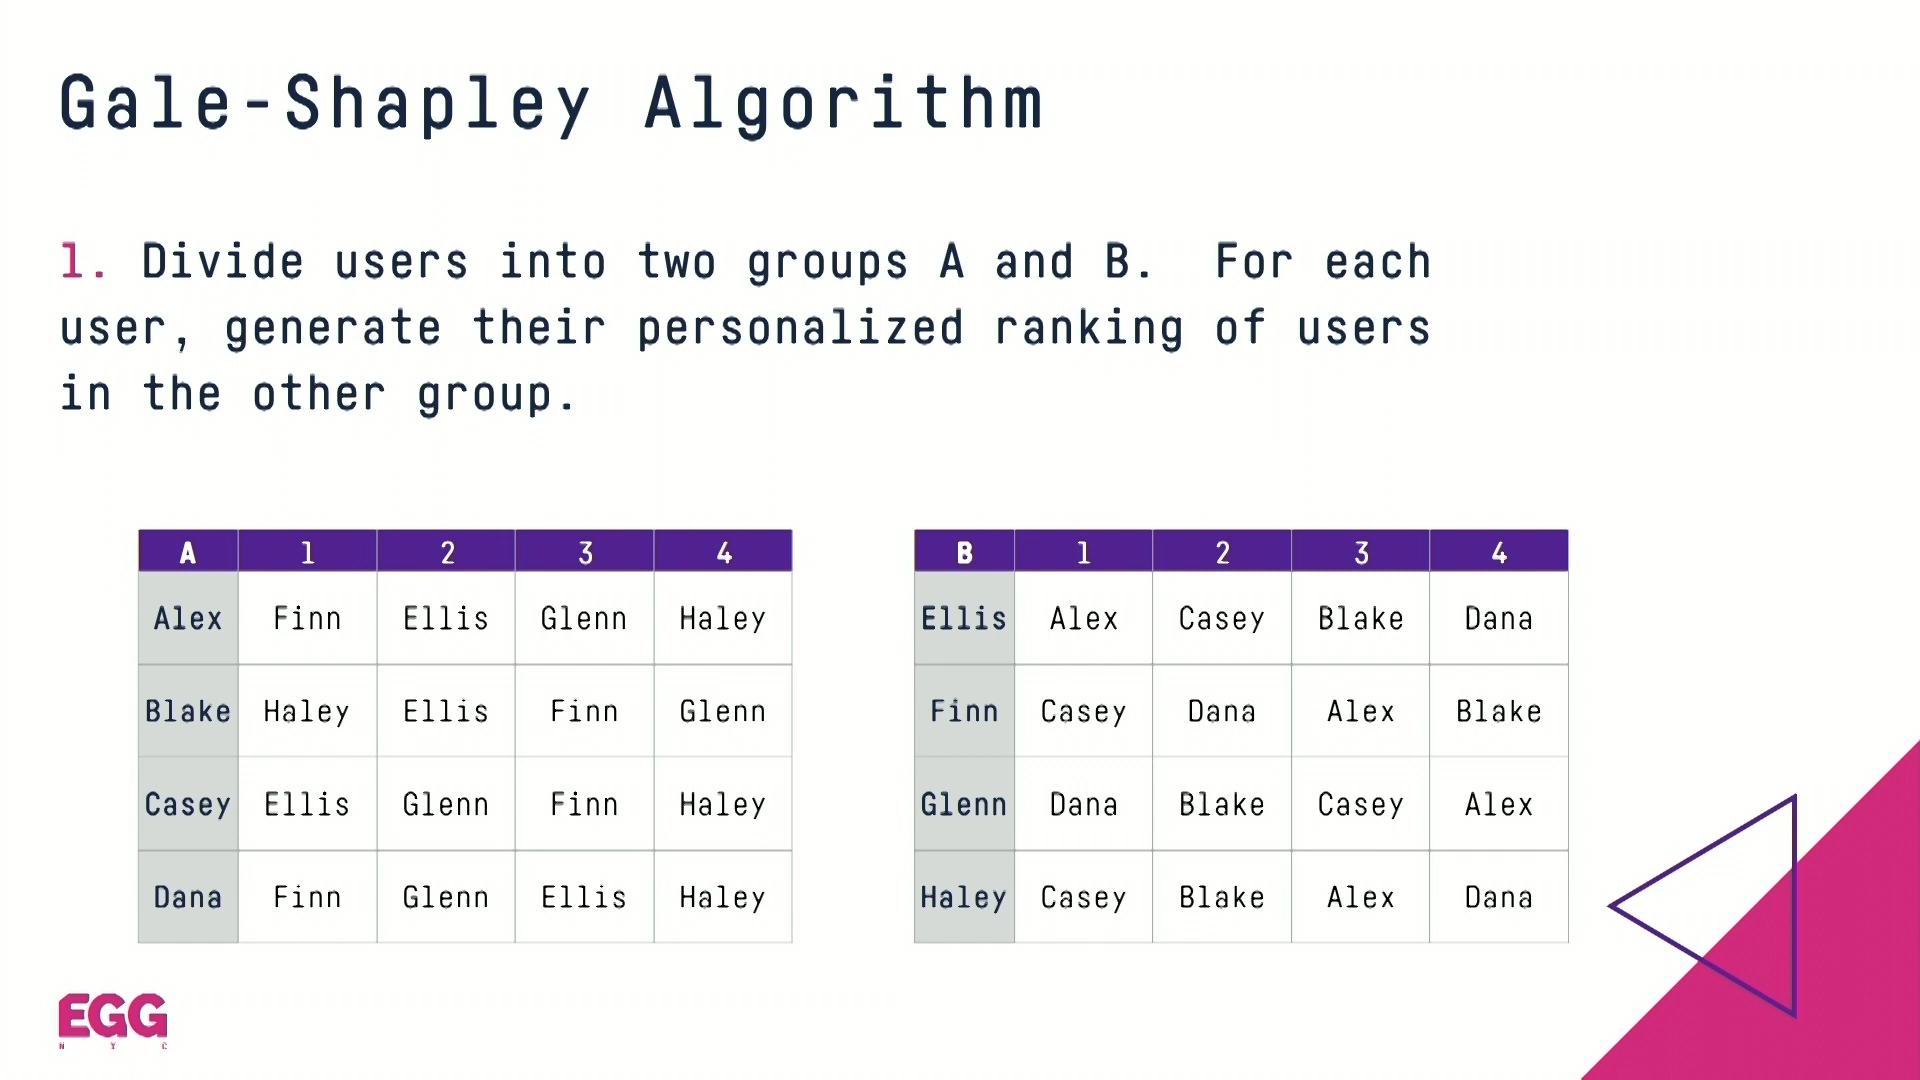 Gale-Shapley Algorithm
1. Divide users into two groups A and B. For each
user, generate their personalized ranking of users
in the other group.
A 1 2 3 4
Alex Finn Ellis Glenn Haley
Blake Haley Ellis Finn Glenn
Casey Ellis Glenn Finn Haley
Dana Finn Glenn Ellis Haley
B 1 2 3 4
Ellis Alex Casey Blake Dana
Finn Casey Dana Alex Blake
Glenn Dana Blake Casey Alex
Haley Casey Blake Alex Dana
EGG
N Y C